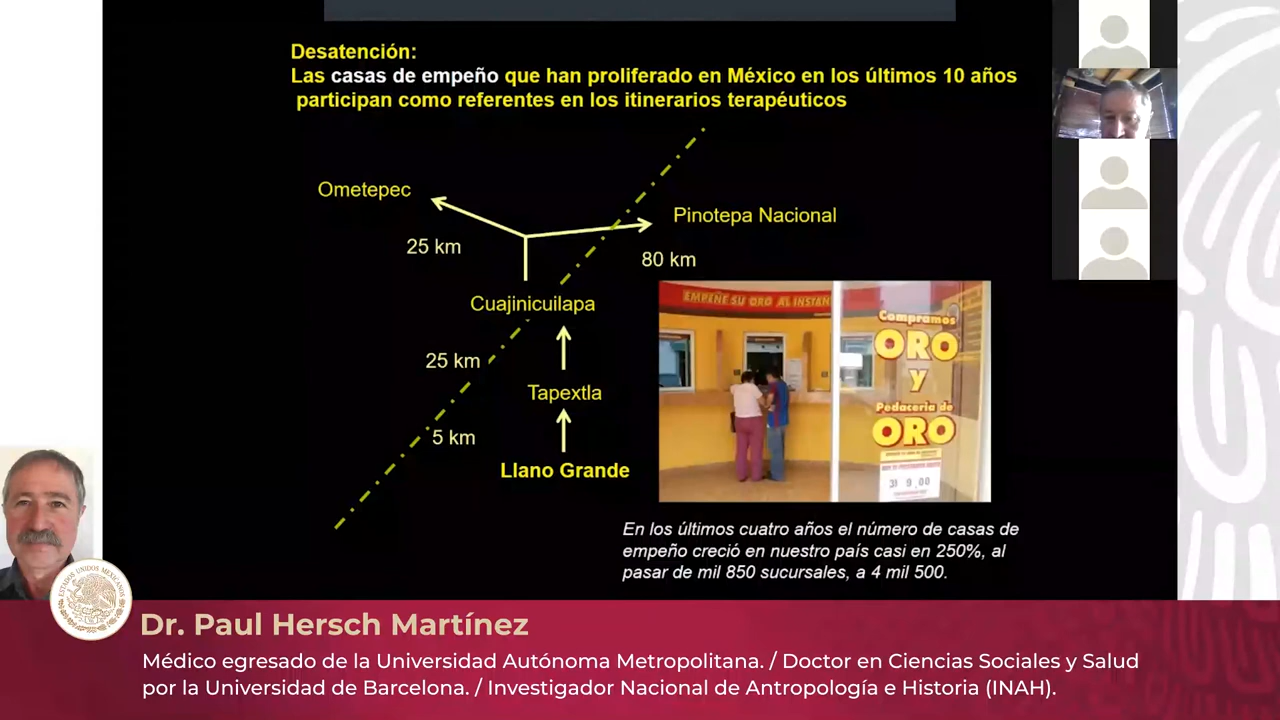 Desatención:
Las casas de empeño que han proliferado en México en los últimos 10 años
participan como referentes en los itinerarios terapéuticos
Ometepec
Pinotepa Nacional
25 km
80 km
Cuajinicuilapa
25 km
Tapextla
5 km
Llano Grande
EMPEÑE SU ORO AL INSTAN
Compramos
ORO
y
Pedacería de
ORO
En los últimos cuatro años el número de casas de
empeño creció en nuestro país casi en 250%, al
pasar de mil 850 sucursales, a 4 mil 500.
ESTADOS UNIDOS MEXICANOS
Dr. Paul Hersch Martínez
Médico egresado de la Universidad Autónoma Metropolitana. / Doctor en Ciencias Sociales y Salud
por la Universidad de Barcelona. / Investigador Nacional de Antropología e Historia (INAH).